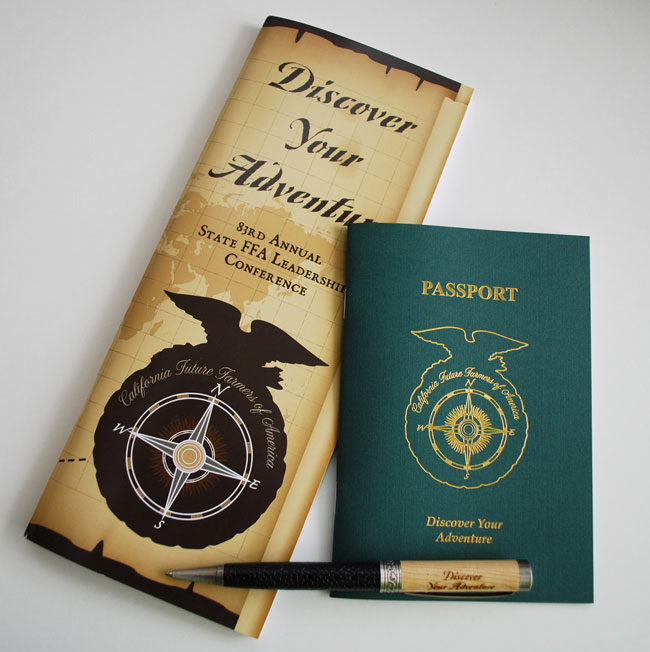 Discover
Your
Adventu
83rd Annual
State FFA Leadership
Conference
California Future Farmers of America
N
W
E
S
PASSPORT
California Future Farmers of America
N
W
E
S
Discover Your
Adventure
Discover
Your Adventure